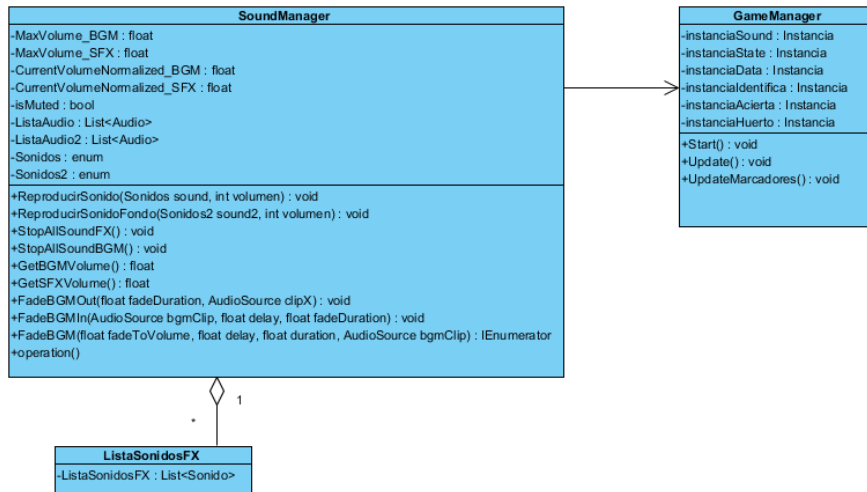 SoundManager
-MaxVolume_BGM : float
-MaxVolume_SFX : float
-CurrentVolumeNormalized_BGM : float
-CurrentVolumeNormalized_SFX : float
-isMuted : bool
-ListaAudio : List<Audio>
-ListaAudio2 : List<Audio>
-Sonidos : enum
-Sonidos2 : enum
+ReproducirSonido(Sonidos sound, int volumen) : void
+ReproducirSonidoFondo(Sonidos2 sound2, int volumen) : void
+StopAllSoundFX() : void
+StopAllSoundBGM() : void
+GetBGMVolume() : float
+GetSFXVolume() : float
+FadeBGMOut(float fadeDuration, AudioSource clipX) : void
+FadeBGMIn(AudioSource bgmClip, float delay, float fadeDuration) : void
+FadeBGM(float fadeToVolume, float delay, float duration, AudioSource bgmClip) : IEnumerator
+operation()
GameManager
-instanciaSound : Instancia
-instanciaState : Instancia
-instanciaData : Instancia
-instanciaIdentifica : Instancia
-instanciaAcierta : Instancia
-instanciaHuerto : Instancia
+Start() : void
+Update() : void
+UpdateMarcadores() : void
1
*
ListaSonidosFX
-ListaSonidosFX : List<Sonido>